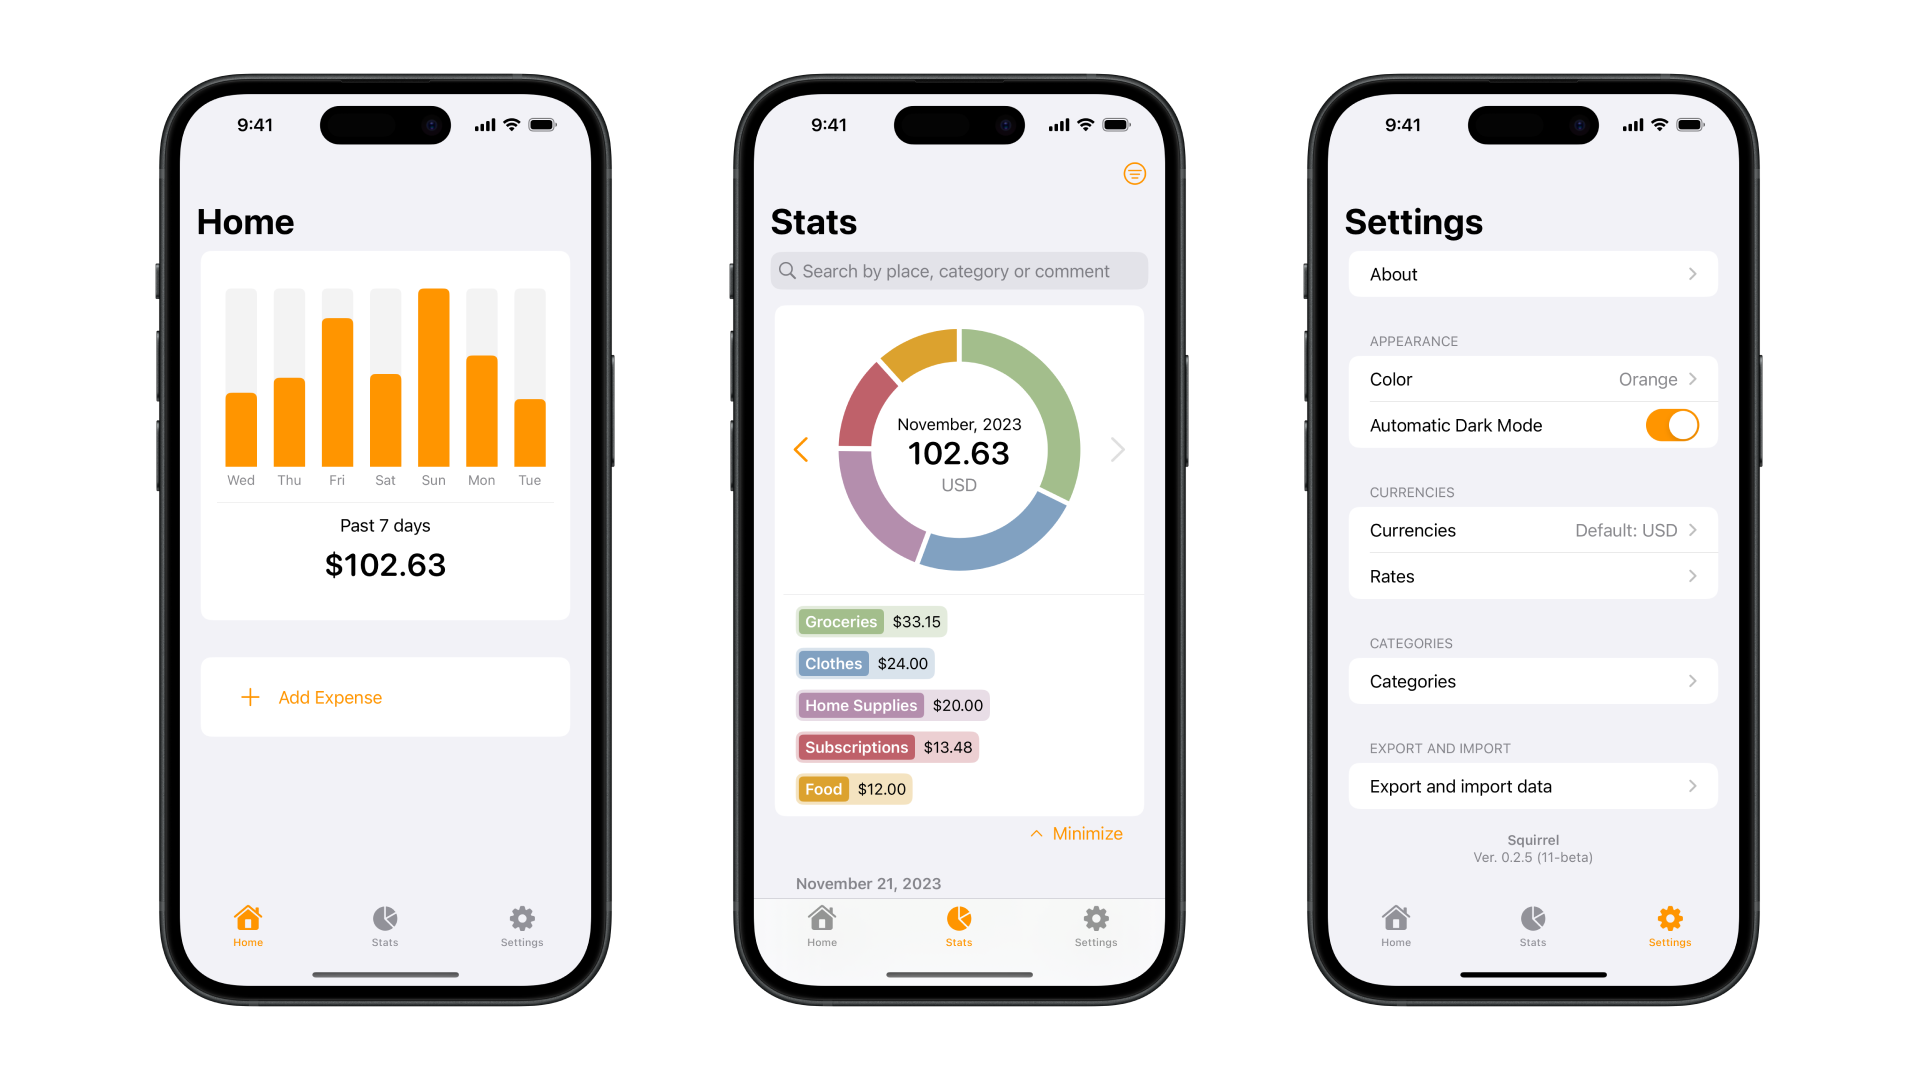 9:41
Home
Wed Thu Fri Sat Sun Mon Tue
Past 7 days
$102.63
Add Expense
Home Stats Settings
9:41
Stats
Search by place, category or comment
November, 2023
102.63
USD
Groceries $33.15
Clothes $24.00
Home Supplies $20.00
Subscriptions $13.48
Food $12.00
Minimize
November 21, 2023
Home Stats Settings
9:41
Settings
About
APPEARANCE
Color Orange
Automatic Dark Mode
CURRENCIES
Currencies Default: USD
Rates
CATEGORIES
Categories
EXPORT AND IMPORT
Export and import data
Squirrel
Ver. 0.2.5 (11-beta)
Home Stats Settings